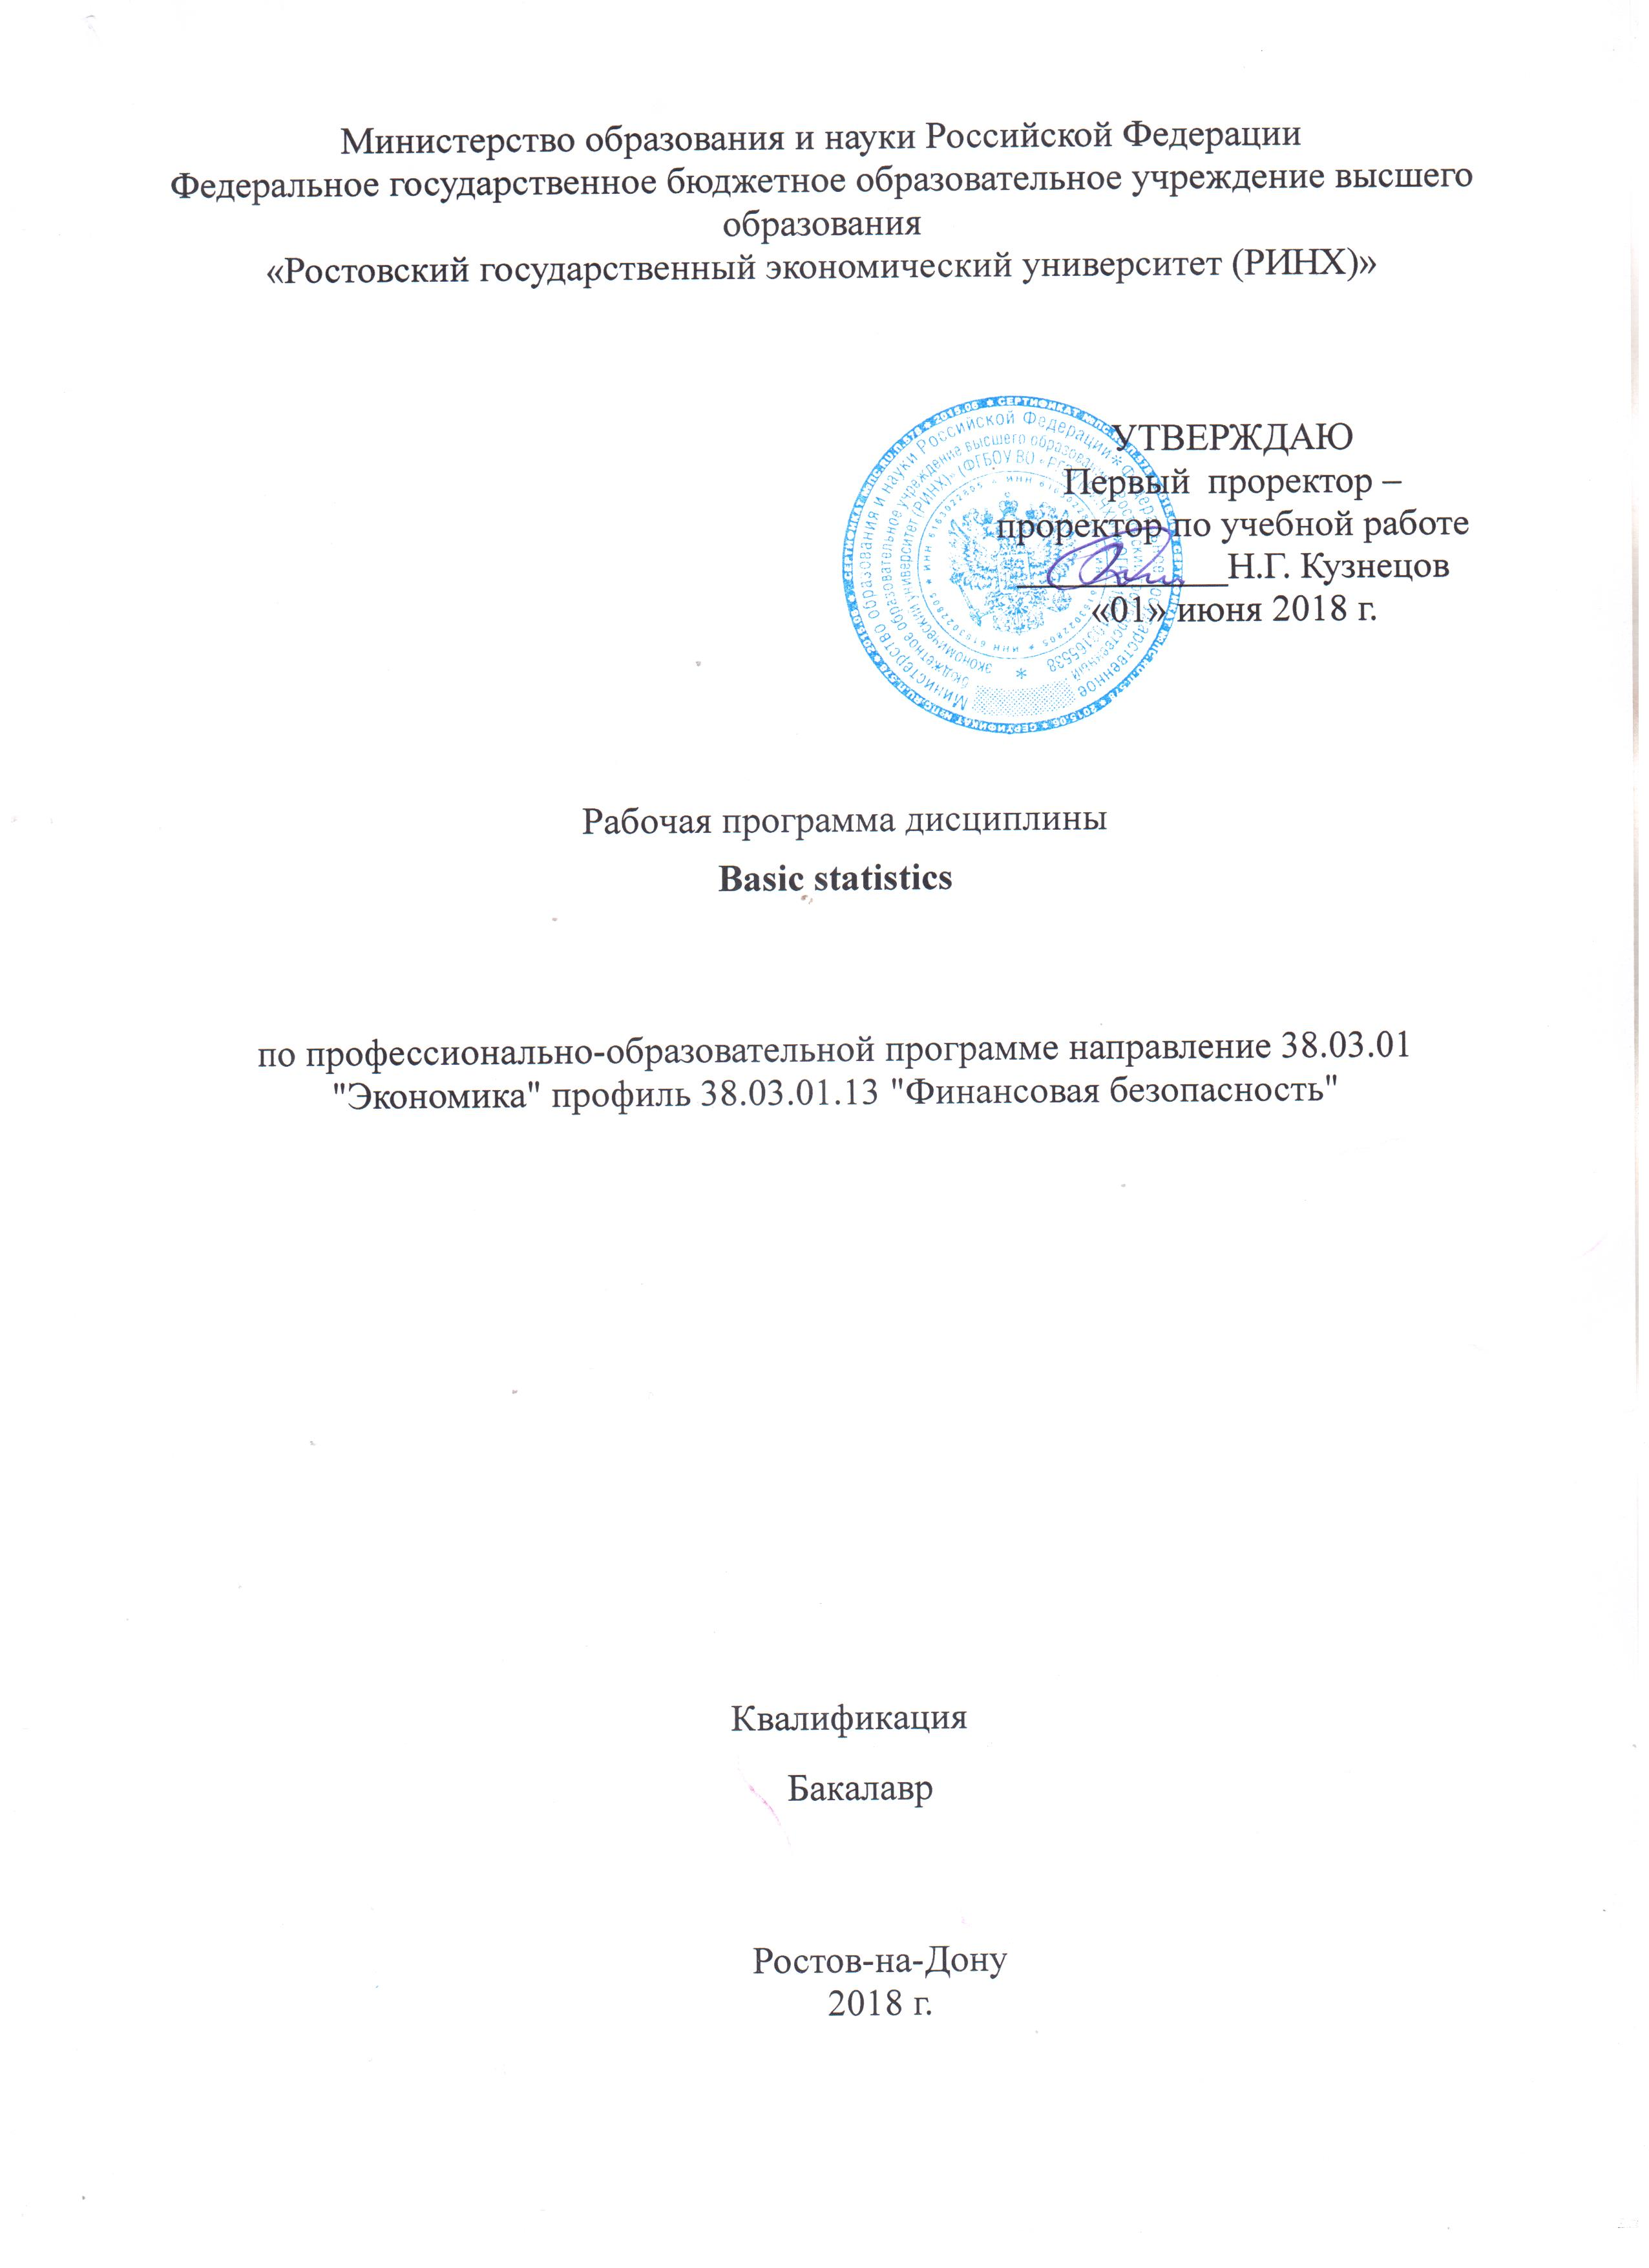 Министерство образования и науки Российской Федерации
Федеральное государственное бюджетное образовательное учреждение высшего
образования
«Ростовский государственный экономический университет (РИНХ)»
УТВЕРЖДАЮ
Первый проректор –
проректор по учебной работе
____________Н.Г. Кузнецов
«01» июня 2018 г.
Рабочая программа дисциплины
Basic statistics
по профессионально-образовательной программе направление 38.03.01
"Экономика" профиль 38.03.01.13 "Финансовая безопасность"
Квалификация
Бакалавр
Ростов-на-Дону
2018 г.